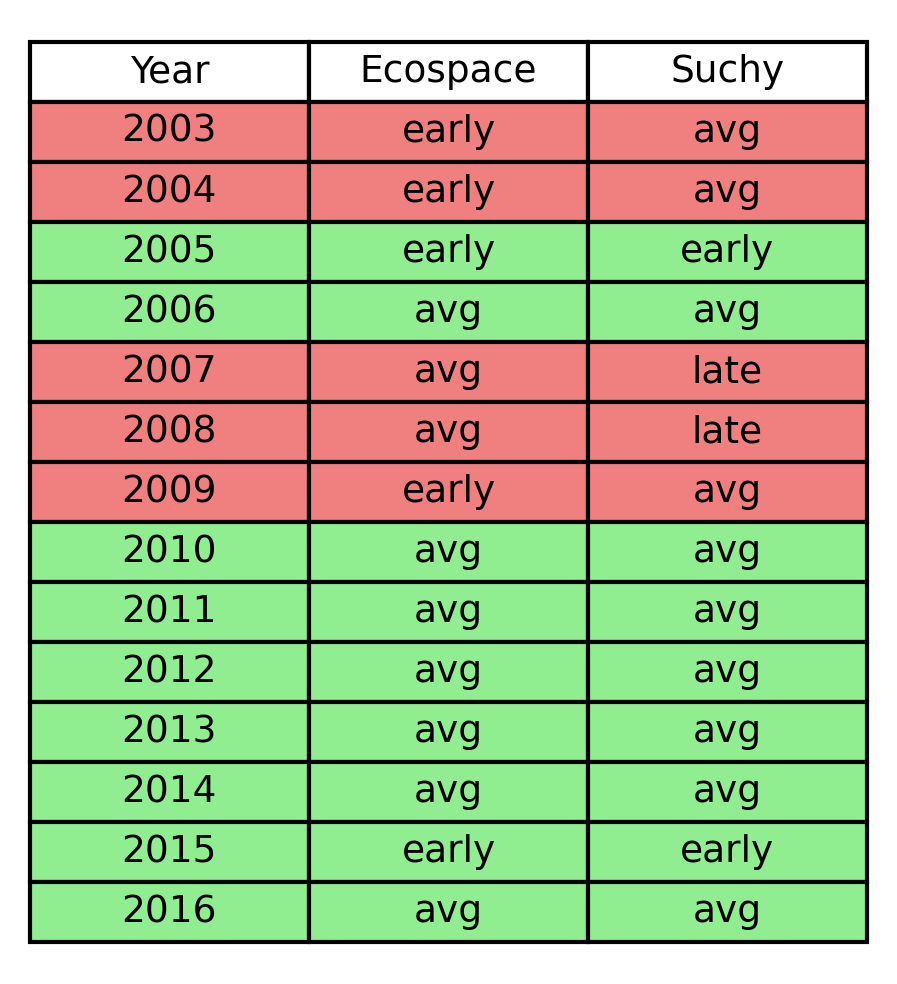 Year Ecospace Suchy
2003 early avg
2004 early avg
2005 early early
2006 avg avg
2007 avg late
2008 avg late
2009 early avg
2010 avg avg
2011 avg avg
2012 avg avg
2013 avg avg
2014 avg avg
2015 early early
2016 avg avg